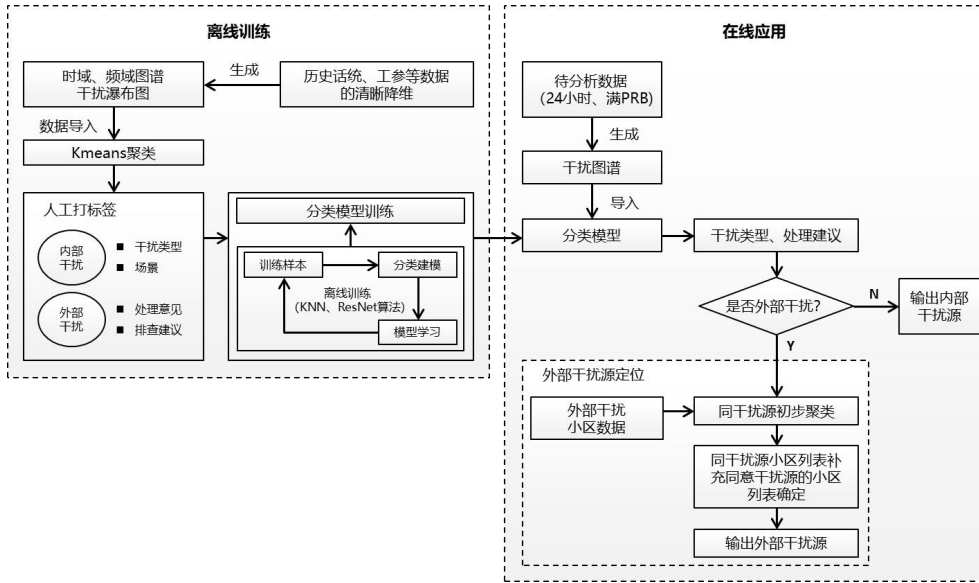 离线训练
时域、频域图谱
干扰瀑布图
生成
历史话统、工参等数据
的清晰降维
数据导入
Kmeans聚类
人工打标签
内部
干扰
■ 干扰类型
■ 场景
外部
干扰
■ 处理意见
■ 排查建议
分类模型训练
训练样本
分类建模
离线训练
(KNN、ResNet算法)
模型学习
在线应用
待分析数据
(24小时、满PRB)
生成
干扰图谱
导入
分类模型
干扰类型、处理建议
是否外部干扰?
N
输出内部
干扰源
Y
外部干扰源定位
外部干扰
小区数据
同干扰源初步聚类
同干扰源小区列表补
充同意干扰源的小区
列表确定
输出外部干扰源